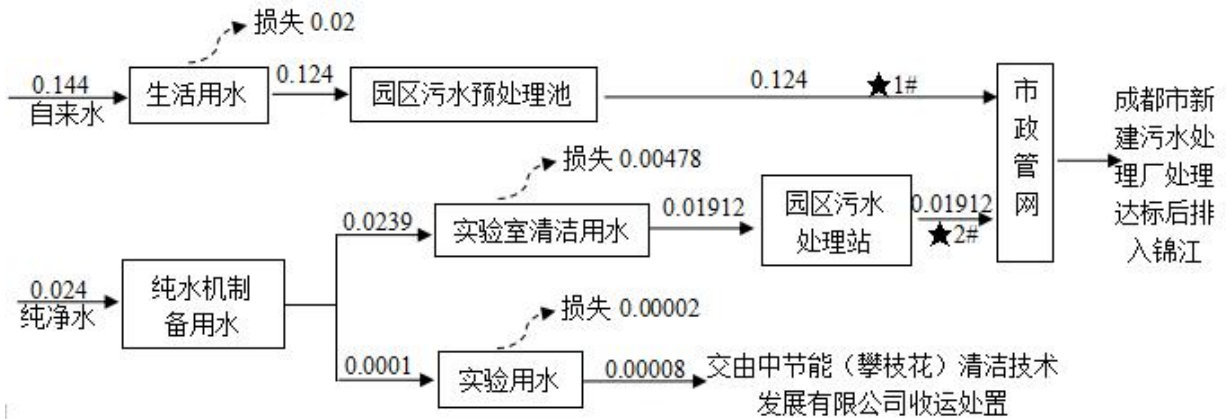 损失 0.02
0.144
自来水
生活用水
0.124
园区污水预处理池
0.124
★1#
市政管网
成都市新
建污水处
理厂处理
达标后排
入锦江
损失 0.00478
0.0239
实验室清洁用水
0.01912
园区污水
处理站
0.01912
★2#
0.024
纯净水
纯水机制
备用水
损失 0.00002
0.0001
实验用水
0.00008
交由中节能（攀枝花）清洁技术
发展有限公司收运处置